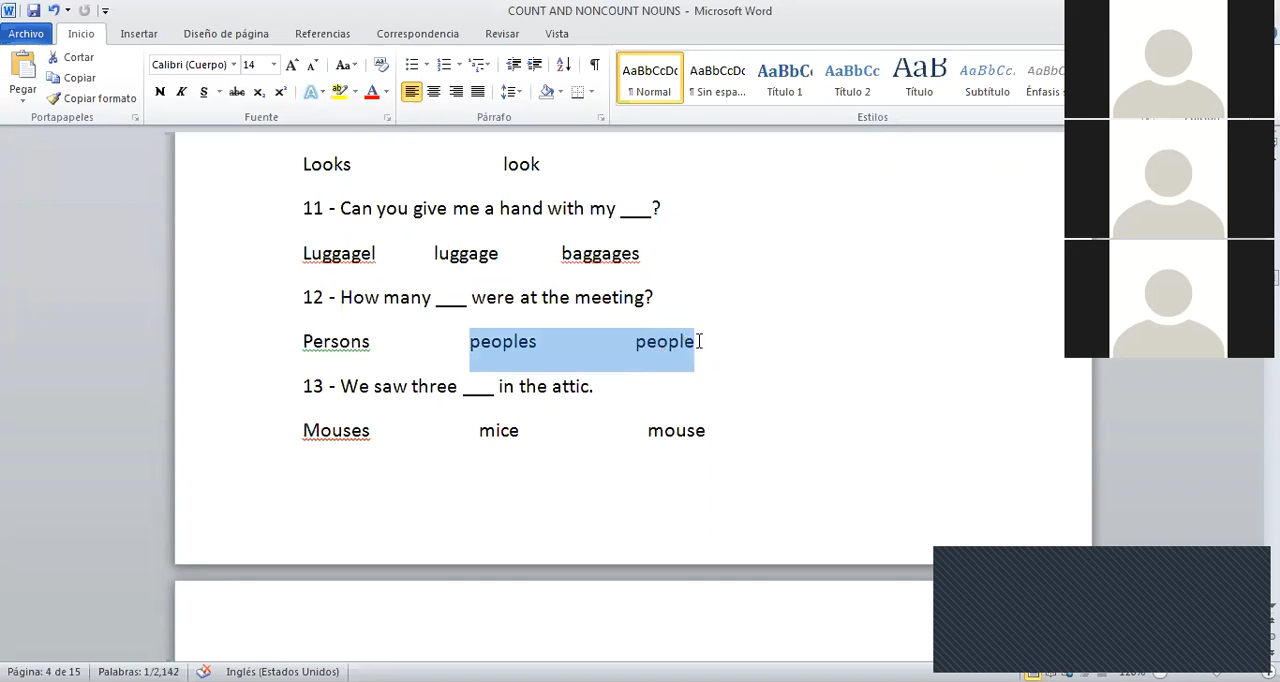 COUNT AND NONCOUNT NOUNS - Microsoft Word
Archivo Inicio Insertar Diseño de página Referencias Correspondencia Revisar Vista
Pegar
Cortar
Copiar
Copiar formato
Portapapeles
Calibri (Cuerpo) 14
Fuente
Párrafo
AaBbCcDc AaBbCcDc AaBbC AaBbCc AaB AaBbCc. AaBbC
¶ Normal ¶ Sin espa... Título 1 Título 2 Título Subtítulo Énfasis
Estilos
Looks look
11 - Can you give me a hand with my ___?
Luggagel luggage baggages
12 - How many ___ were at the meeting?
Persons peoples people
13 - We saw three ___ in the attic.
Mouses mice mouse
Página: 4 de 15 Palabras: 1/2,142 Inglés (Estados Unidos)